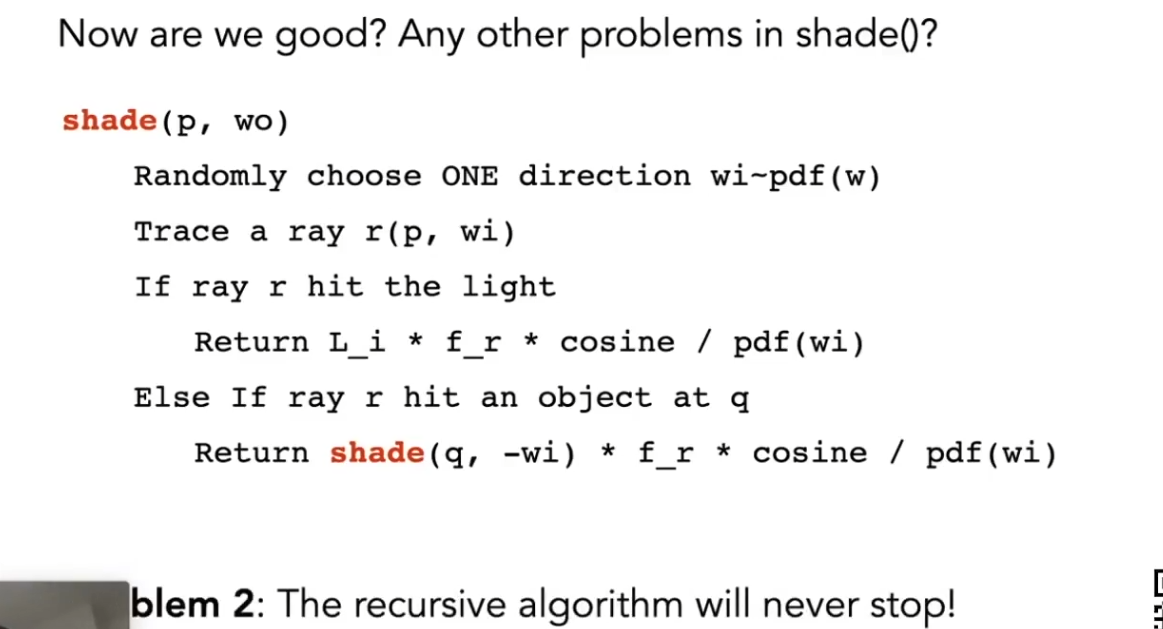 Now are we good? Any other problems in shade()?
shade(p, wo)
Randomly choose ONE direction wi~pdf(w)
Trace a ray r(p, wi)
If ray r hit the light
Return L_i * f_r * cosine / pdf(wi)
Else If ray r hit an object at q
Return shade(q, -wi) * f_r * cosine / pdf(wi)
2: The recursive algorithm will never stop!